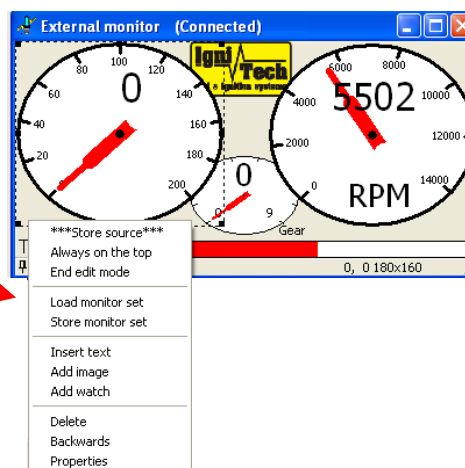 External monitor (Connected)
Igni Tech
& ignition systems
0
20
40
60
80
100
120
140
160
180
200
0
0
9
Gear
5502
0
2000
4000
6000
8000
10000
12000
14000
RPM
T
0, 0 180x160
***Store source***
Always on the top
End edit mode
Load monitor set
Store monitor set
Insert text
Add image
Add watch
Delete
Backwards
Properties